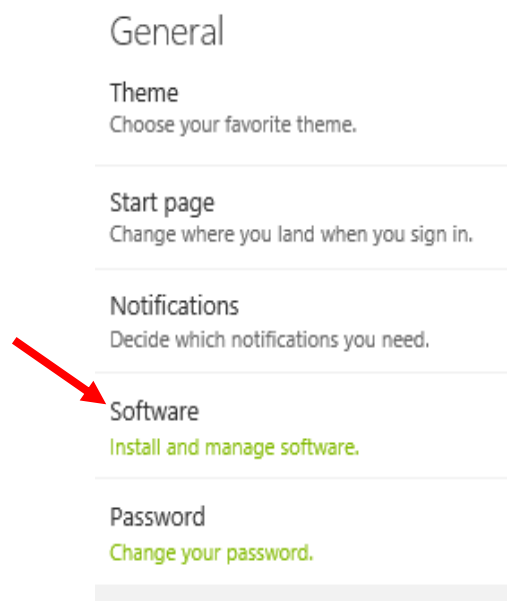 General
Theme
Choose your favorite theme.
Start page
Change where you land when you sign in.
Notifications
Decide which notifications you need.
Software
Install and manage software.
Password
Change your password.